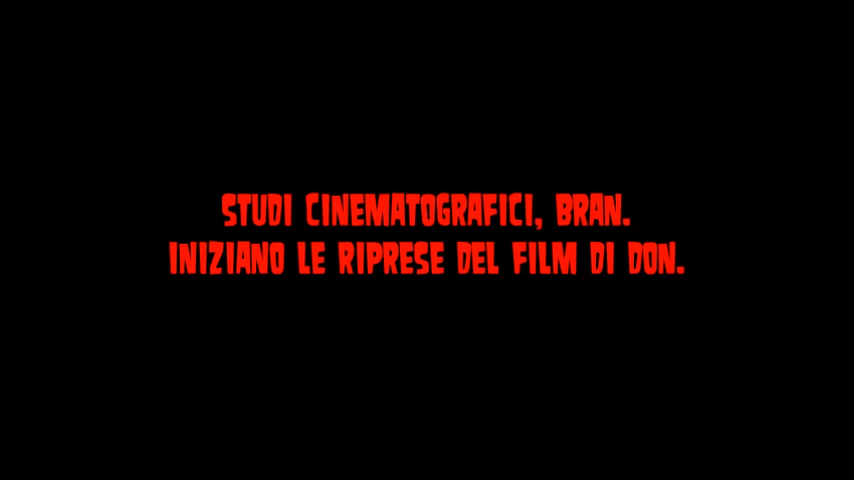 STUDI CINEMATOGRAFICI, BRAN.
INIZIANO LE RIPRESE DEL FILM DI DON.